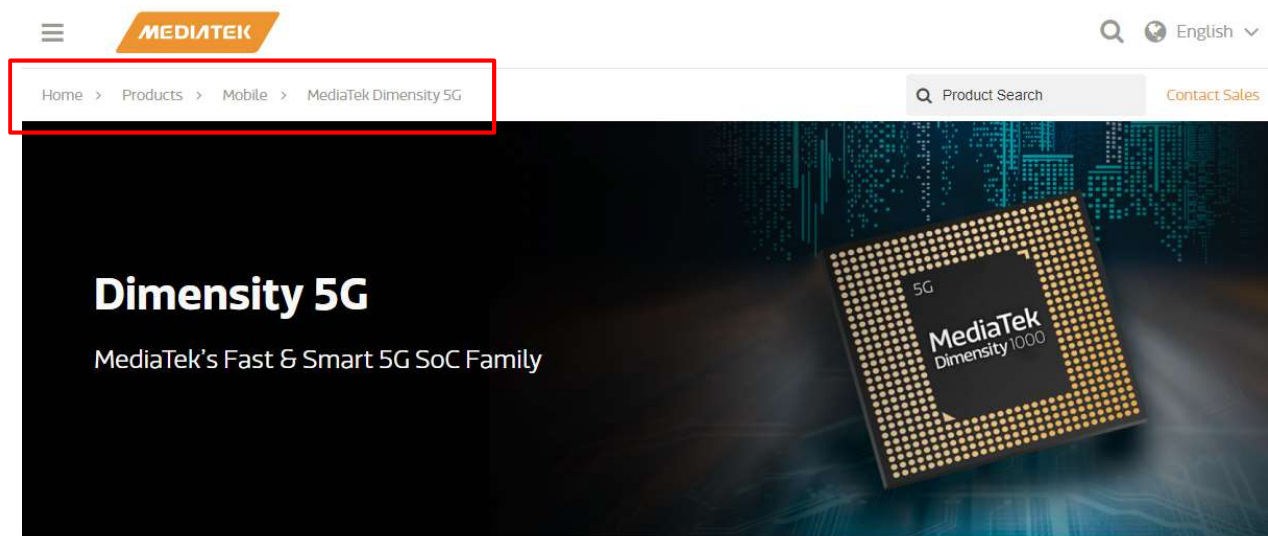 MEDIATEK
English
Home > Products > Mobile > MediaTek Dimensity 5G
Product Search
Contact Sales
Dimensity 5G
MediaTek's Fast & Smart 5G SoC Family
5G
MediaTek
Dimensity 1000